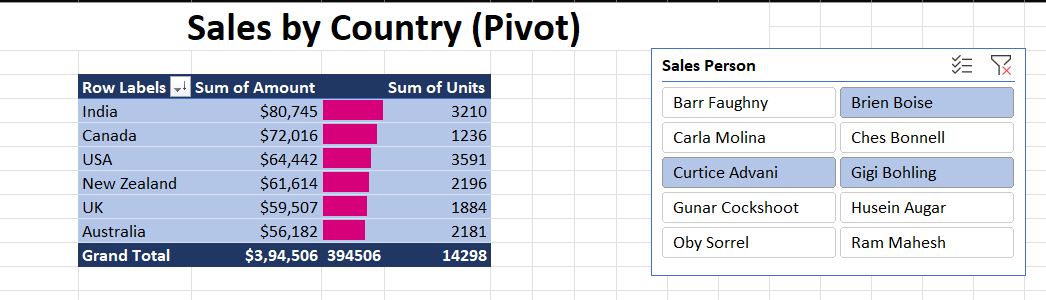 Sales by Country (Pivot)
Row Labels Sum of Amount Sum of Units
India $80,745 3210
Canada $72,016 1236
USA $64,442 3591
New Zealand $61,614 2196
UK $59,507 1884
Australia $56,182 2181
Grand Total $3,94,506 394506 14298
Sales Person
Barr Faughny Brien Boise
Carla Molina Ches Bonnell
Curtice Advani Gigi Bohling
Gunar Cockshoot Husein Augar
Oby Sorrel Ram Mahesh